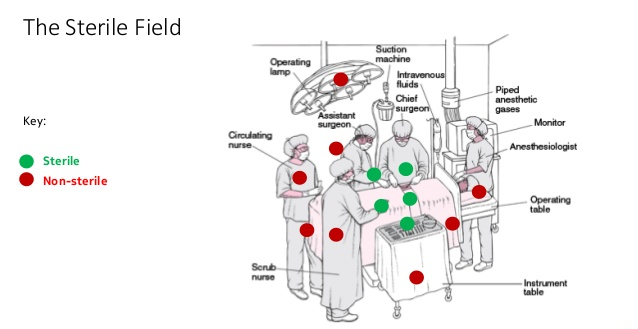 The Sterile Field
Key:
Sterile
Non-sterile
Operating
lamp
Suction
machine
Intravenous
fluids
Chief
surgeon
Assistant
surgeon
Circulating
nurse
Piped
anesthetic
gases
Monitor
Anesthesiologist
Operating
table
Scrub
nurse
Instrument
table